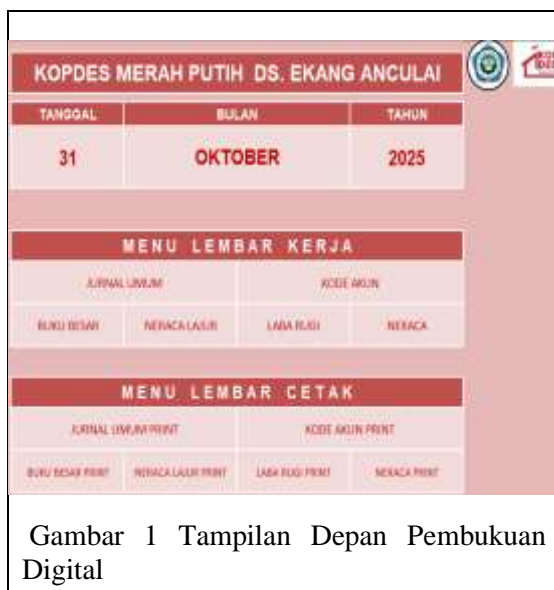 KOPDES MERAH PUTIH DS. EKANG ANCULAI
TANGGAL BULAN TAHUN
31 OKTOBER 2025
MENU LEMBAR KERJA
JURNAL UMUM KODE AKUN
BUKU BESAR NERACA LAJUR LABA RUGI NERACA
MENU LEMBAR CETAK
JURNAL UMUM PRINT KODE AKUN PRINT
BUKU BESAR PRINT NERACA LAJUR PRINT LABA RUGI PRINT NERACA PRINT
Gambar 1 Tampilan Depan Pembukuan
Digital